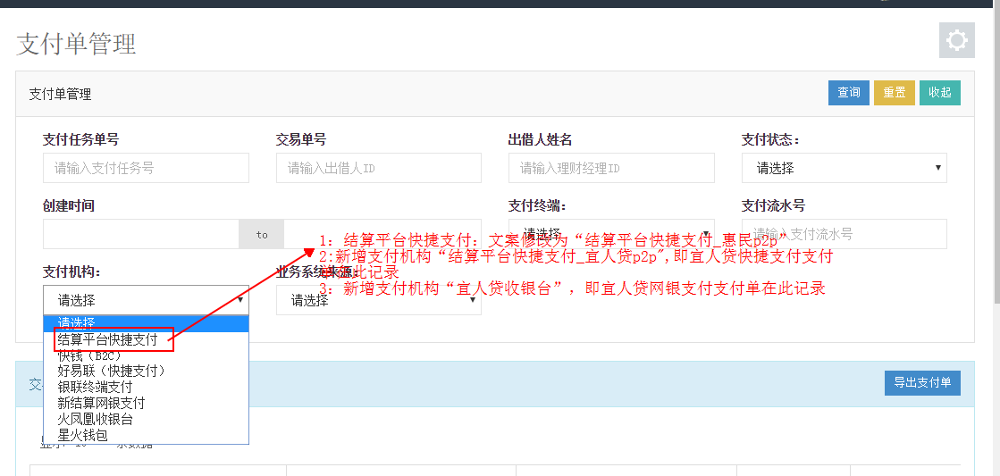 支付单管理
支付单管理
查询
重置
收起
支付任务单号
交易单号
出借人姓名
支付状态：
请输入支付任务号
请输入出借人ID
请输入理财经理ID
请选择
创建时间
支付终端：
支付流水号
to
请选择
请输入支付流水号
1：结算平台快捷支付：文案修改为“结算平台快捷支付_惠民p2p”
2:新增支付机构“结算平台快捷支付_宜人贷p2p",即宜人贷快捷支付支付
单在此记录
3：新增支付机构“宜人贷收银台”，即宜人贷网银支付支付单在此记录
支付机构：
业务系统来源：
请选择
请选择
请选择
结算平台快捷支付
快钱（B2C）
好易联（快捷支付）
银联终端支付
新结算网银支付
火凤凰收银台
星火钱包
交
导出支付单
条数据